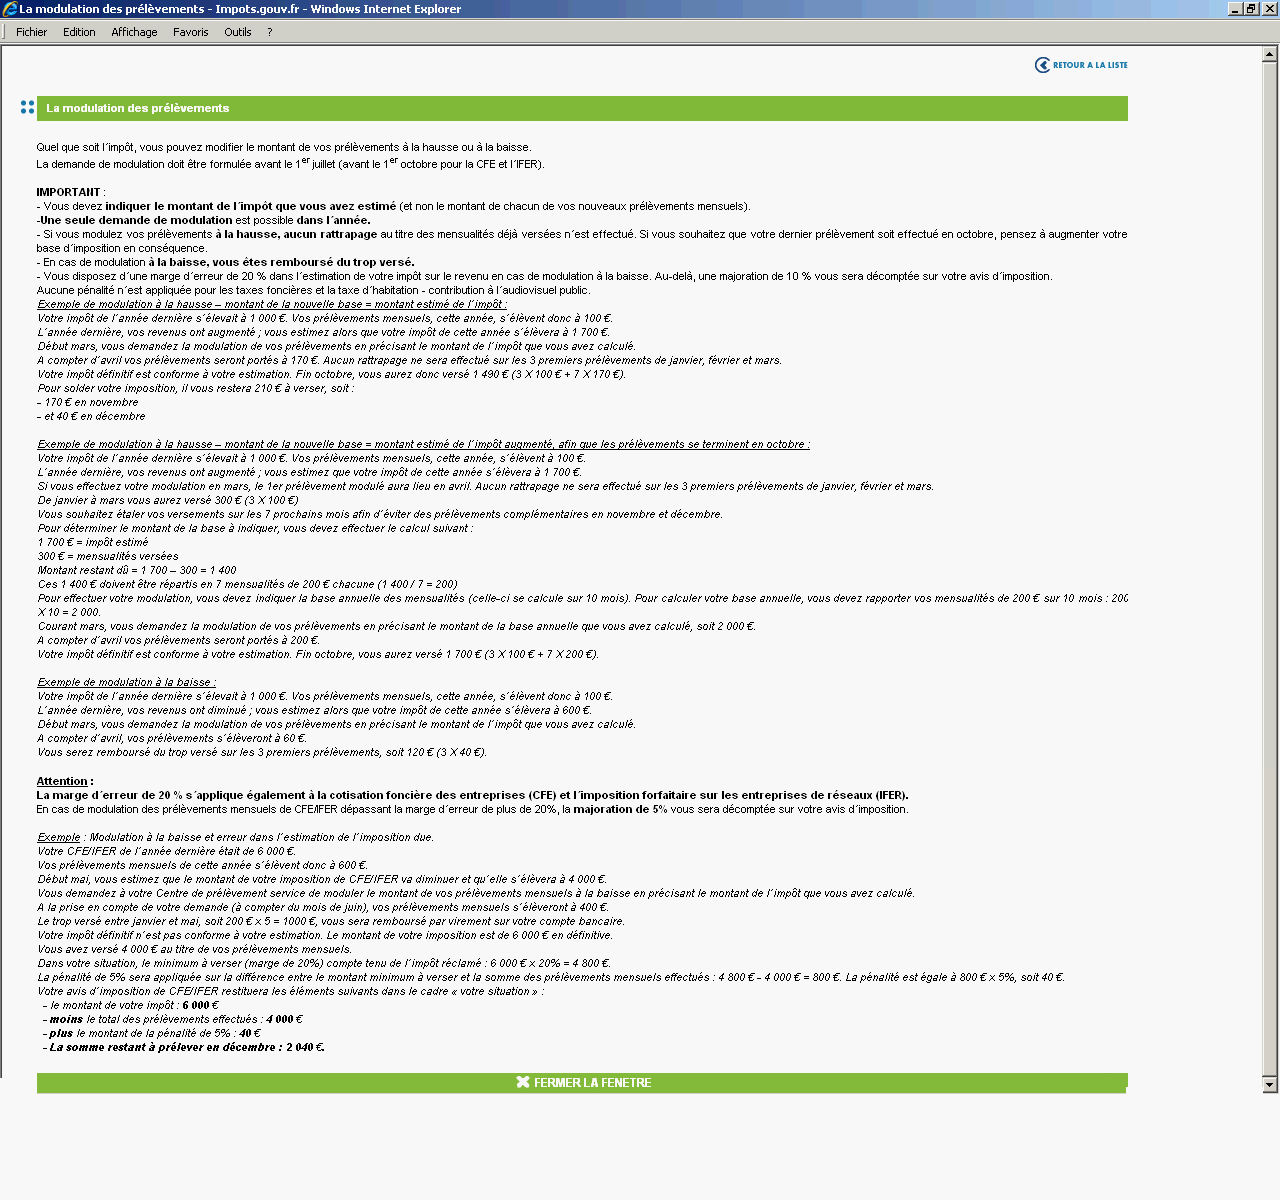 La modulation des prélèvements - Impots.gouv.fr - Windows Internet Explorer
Fichier Edition Affichage Favoris Outils ?
RETOUR A LA LISTE
La modulation des prélèvements
Quel que soit l´impôt, vous pouvez modifier le montant de vos prélèvements à la hausse ou à la baisse.
La demande de modulation doit être formulée avant le 1er juillet (avant le 1er octobre pour la CFE et l´IFER).
IMPORTANT :
- Vous devez indiquer le montant de l´impôt que vous avez estimé (et non le montant de chacun de vos nouveaux prélèvements mensuels).
-Une seule demande de modulation est possible dans l´année.
- Si vous modulez vos prélèvements à la hausse, aucun rattrapage au titre des mensualités déjà versées n´est effectué. Si vous souhaitez que votre dernier prélèvement soit effectué en octobre, pensez à augmenter votre
base d´imposition en conséquence.
- En cas de modulation à la baisse, vous êtes remboursé du trop versé.
- Vous disposez d´une marge d´erreur de 20 % dans l´estimation de votre impôt sur le revenu en cas de modulation à la baisse. Au-delà, une majoration de 10 % vous sera décomptée sur votre avis d´imposition.
Aucune pénalité n´est appliquée pour les taxes foncières et la taxe d´habitation - contribution à l´audiovisuel public.
Exemple de modulation à la hausse – montant de la nouvelle base = montant estimé de l´impôt :
Votre impôt de l´année dernière s´élevait à 1 000 €. Vos prélèvements mensuels, cette année, s´élèvent donc à 100 €.
L´année dernière, vos revenus ont augmenté ; vous estimez alors que votre impôt de cette année s´élèvera à 1 700 €.
Début mars, vous demandez la modulation de vos prélèvements en précisant le montant de l´impôt que vous avez calculé.
A compter d´avril vos prélèvements seront portés à 170 €. Aucun rattrapage ne sera effectué sur les 3 premiers prélèvements de janvier, février et mars.
Votre impôt définitif est conforme à votre estimation. Fin octobre, vous aurez donc versé 1 490 € (3 X 100 € + 7 X 170 €).
Pour solder votre imposition, il vous restera 210 € à verser, soit :
- 170 € en novembre
- et 40 € en décembre
Exemple de modulation à la hausse – montant de la nouvelle base = montant estimé de l´impôt augmenté, afin que les prélèvements se terminent en octobre :
Votre impôt de l´année dernière s´élevait à 1 000 €. Vos prélèvements mensuels, cette année, s´élèvent à 100 €.
L´année dernière, vos revenus ont augmenté ; vous estimez que votre impôt de cette année s´élèvera à 1 700 €.
Si vous effectuez votre modulation en mars, le 1er prélèvement modulé aura lieu en avril. Aucun rattrapage ne sera effectué sur les 3 premiers prélèvements de janvier, février et mars.
De janvier à mars vous aurez versé 300 € (3 X 100 €)
Vous souhaitez étaler vos versements sur les 7 prochains mois afin d´éviter des prélèvements complémentaires en novembre et décembre.
Pour déterminer le montant de la base à indiquer, vous devez effectuer le calcul suivant :
1 700 € = impôt estimé
300 € = mensualités versées
Montant restant dû = 1 700 – 300 = 1 400
Ces 1 400 € doivent être répartis en 7 mensualités de 200 € chacune (1 400 / 7 = 200)
Pour effectuer votre modulation, vous devez indiquer la base annuelle des mensualités (celle-ci se calcule sur 10 mois). Pour calculer votre base annuelle, vous devez rapporter vos mensualités de 200 € sur 10 mois : 200
X 10 = 2 000.
Courant mars, vous demandez la modulation de vos prélèvements en précisant le montant de la base annuelle que vous avez calculé, soit 2 000 €.
A compter d´avril vos prélèvements seront portés à 200 €.
Votre impôt définitif est conforme à votre estimation. Fin octobre, vous aurez versé 1 700 € (3 X 100 € + 7 X 200 €).
Exemple de modulation à la baisse :
Votre impôt de l´année dernière s´élevait à 1 000 €. Vos prélèvements mensuels, cette année, s´élèvent donc à 100 €.
L´année dernière, vos revenus ont diminué ; vous estimez alors que votre impôt de cette année s´élèvera à 600 €.
Début mars, vous demandez la modulation de vos prélèvements en précisant le montant de l´impôt que vous avez calculé.
A compter d´avril, vos prélèvements s´élèveront à 60 €.
Vous serez remboursé du trop versé sur les 3 premiers prélèvements, soit 120 € (3 X 40 €).
Attention :
La marge d´erreur de 20 % s´applique également à la cotisation foncière des entreprises (CFE) et l´imposition forfaitaire sur les entreprises de réseaux (IFER).
En cas de modulation des prélèvements mensuels de CFE/IFER dépassant la marge d´erreur de plus de 20%, la majoration de 5% vous sera décomptée sur votre avis d´imposition.
Exemple : Modulation à la baisse et erreur dans l´estimation de l´imposition due.
Votre CFE/IFER de l´année dernière était de 6 000 €.
Vos prélèvements mensuels de cette année s´élèvent donc à 600 €.
Début mai, vous estimez que le montant de votre imposition de CFE/IFER va diminuer et qu´elle s´élèvera à 4 000 €.
Vous demandez à votre Centre de prélèvement service de moduler le montant de vos prélèvements mensuels à la baisse en précisant le montant de l´impôt que vous avez calculé.
A la prise en compte de votre demande (à compter du mois de juin), vos prélèvements mensuels s´élèveront à 400 €.
Le trop versé entre janvier et mai, soit 200 € x 5 = 1000 €, vous sera remboursé par virement sur votre compte bancaire.
Votre impôt définitif n´est pas conforme à votre estimation. Le montant de votre imposition est de 6 000 € en définitive.
Vous avez versé 4 000 € au titre de vos prélèvements mensuels.
Dans votre situation, le minimum à verser (marge de 20%) compte tenu de l´impôt réclamé : 6 000 € x 20% = 4 800 €.
La pénalité de 5% sera appliquée sur la différence entre le montant minimum à verser et la somme des prélèvements mensuels effectués : 4 800 € - 4 000 € = 800 €. La pénalité est égale à 800 € x 5%, soit 40 €.
Votre avis d´imposition de CFE/IFER restituera les éléments suivants dans le cadre « votre situation » :
- le montant de votre impôt : 6 000 €
- moins le total des prélèvements effectués : 4 000 €
- plus le montant de la pénalité de 5% : 40 €
- La somme restant à prélever en décembre : 2 040 €.
FERMER LA FENETRE